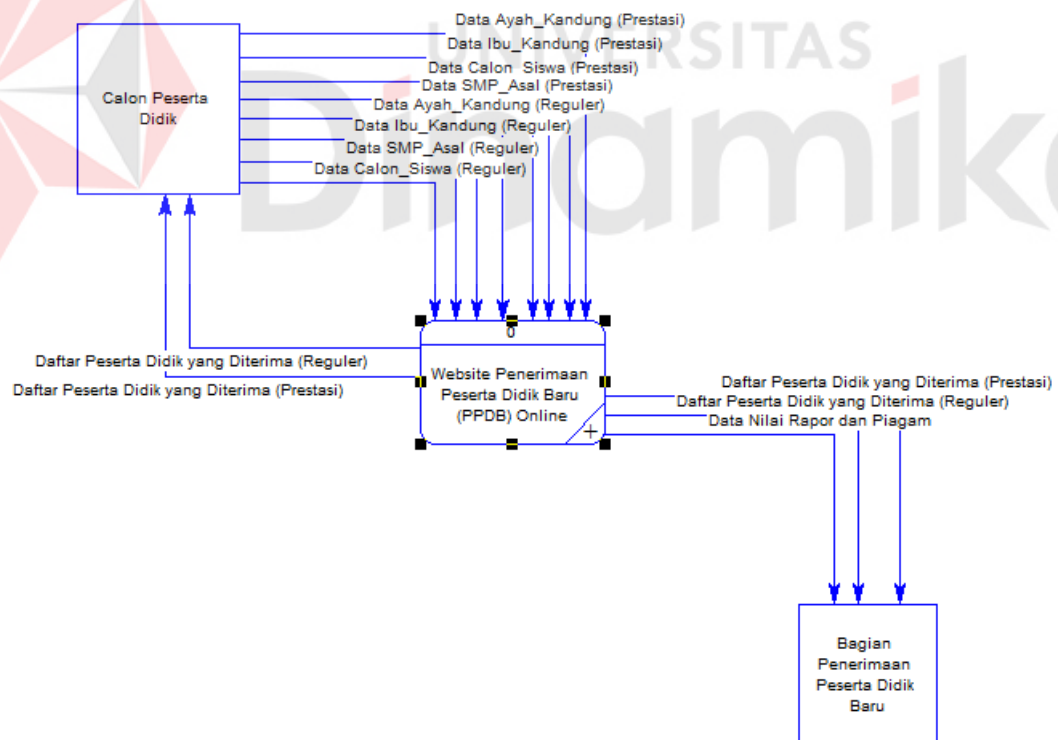 UNIVERSITAS
Dinamika
Data Ayah_Kandung (Prestasi)
Data Ibu_Kandung (Prestasi)
Data Calon_Siswa (Prestasi)
Data SMP_Asal (Prestasi)
Data Ayah_Kandung (Reguler)
Data Ibu_Kandung (Reguler)
Data SMP_Asal (Reguler)
Data Calon_Siswa (Reguler)
Calon Peserta
Didik
0
Website Penerimaan
Peserta Didik Baru
(PPDB) Online
+
Daftar Peserta Didik yang Diterima (Reguler)
Daftar Peserta Didik yang Diterima (Prestasi)
Daftar Peserta Didik yang Diterima (Prestasi)
Daftar Peserta Didik yang Diterima (Reguler)
Data Nilai Rapor dan Piagam
Bagian
Penerimaan
Peserta Didik
Baru